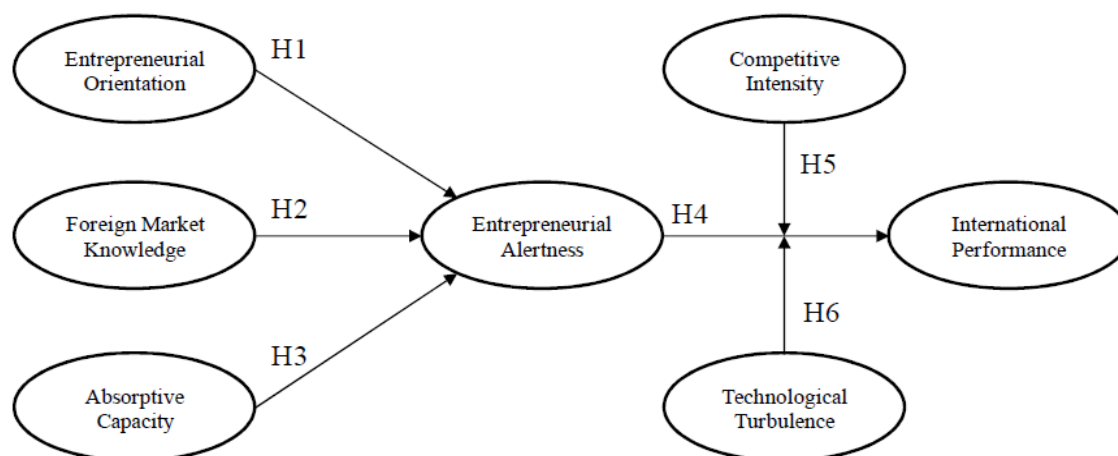 Entrepreneurial
Orientation
H1
Competitive
Intensity
H5
Foreign Market
Knowledge
H2
Entrepreneurial
Alertness
H4
International
Performance
H6
Absorptive
Capacity
H3
Technological
Turbulence